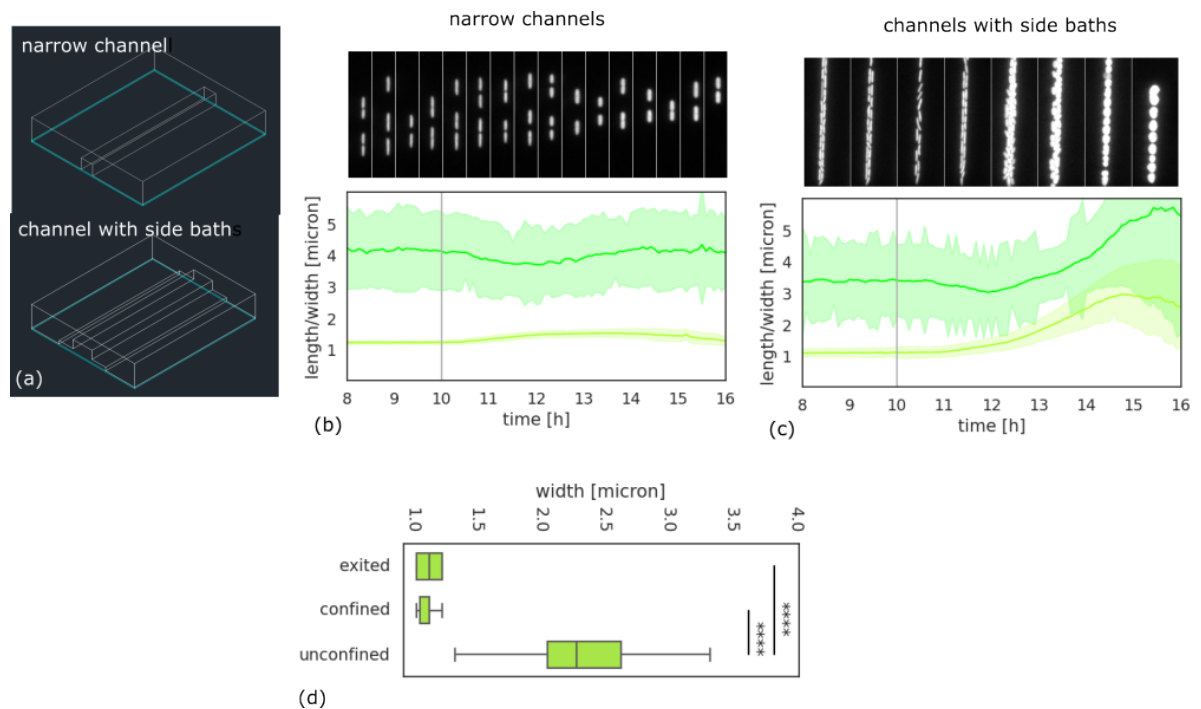 narrow channels
channels with side baths
narrow channel
channel with side baths
(a)
length/width [micron]
5
4
3
2
1
8 9 10 11 12 13 14 15 16
time [h]
(b)
length/width [micron]
5
4
3
2
1
8 9 10 11 12 13 14 15 16
time [h]
(c)
width [micron]
1.0 1.5 2.0 2.5 3.0 3.5 4.0
exited
confined
unconfined
****
****
(d)